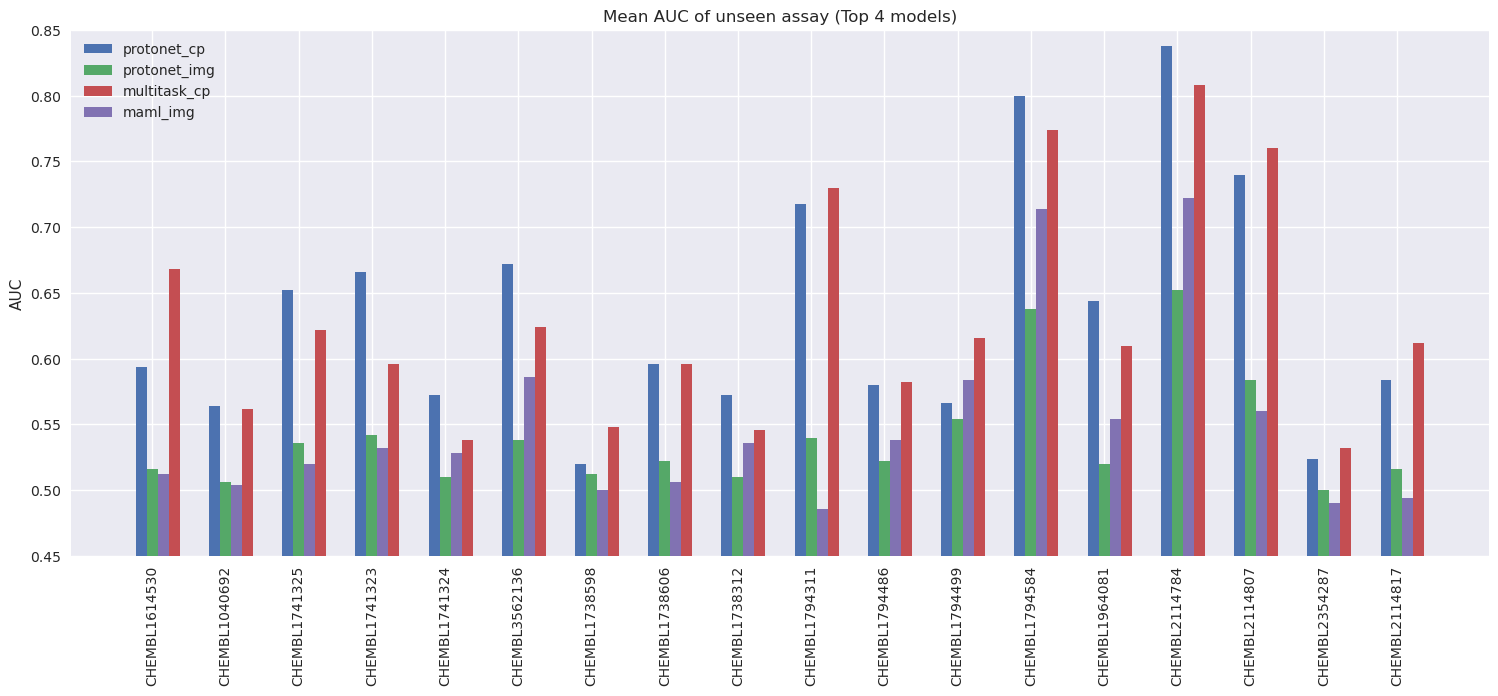 Mean AUC of unseen assay (Top 4 models)
protonet_cp
protonet_img
multitask_cp
maml_img
AUC
0.85
0.80
0.75
0.70
0.65
0.60
0.55
0.50
0.45
CHEMBL1614530
CHEMBL1040692
CHEMBL1741325
CHEMBL1741323
CHEMBL1741324
CHEMBL3562136
CHEMBL1738598
CHEMBL1738606
CHEMBL1738312
CHEMBL1794311
CHEMBL1794486
CHEMBL1794499
CHEMBL1794584
CHEMBL1964081
CHEMBL2114784
CHEMBL2114807
CHEMBL2354287
CHEMBL2114817